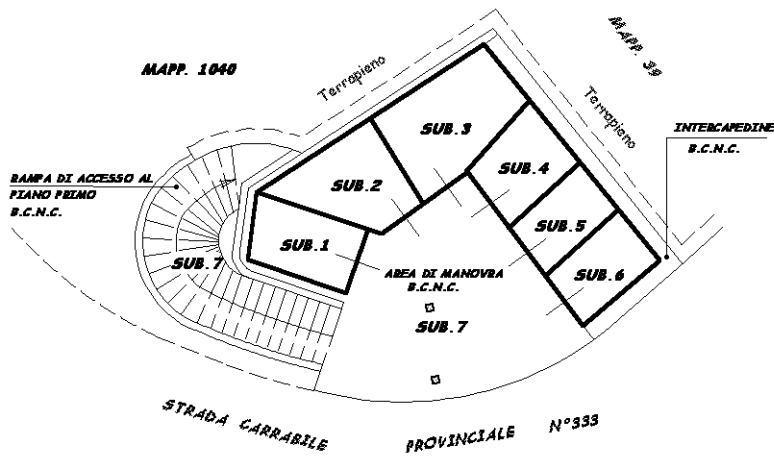 MAPP. 1040
MAPP. 39
Terrapieno
Terrapieno
SUB.3
INTERCAPEDINE
B.C.N.C.
SUB.4
RAMPA DI ACCESSO AL
PIANO PRIMO
B.C.N.C.
SUB.2
SUB.5
SUB.1
SUB.7
AREA DI MANOVRA
B.C.N.C.
SUB.6
SUB.7
STRADA CARRABILE PROVINCIALE N°333